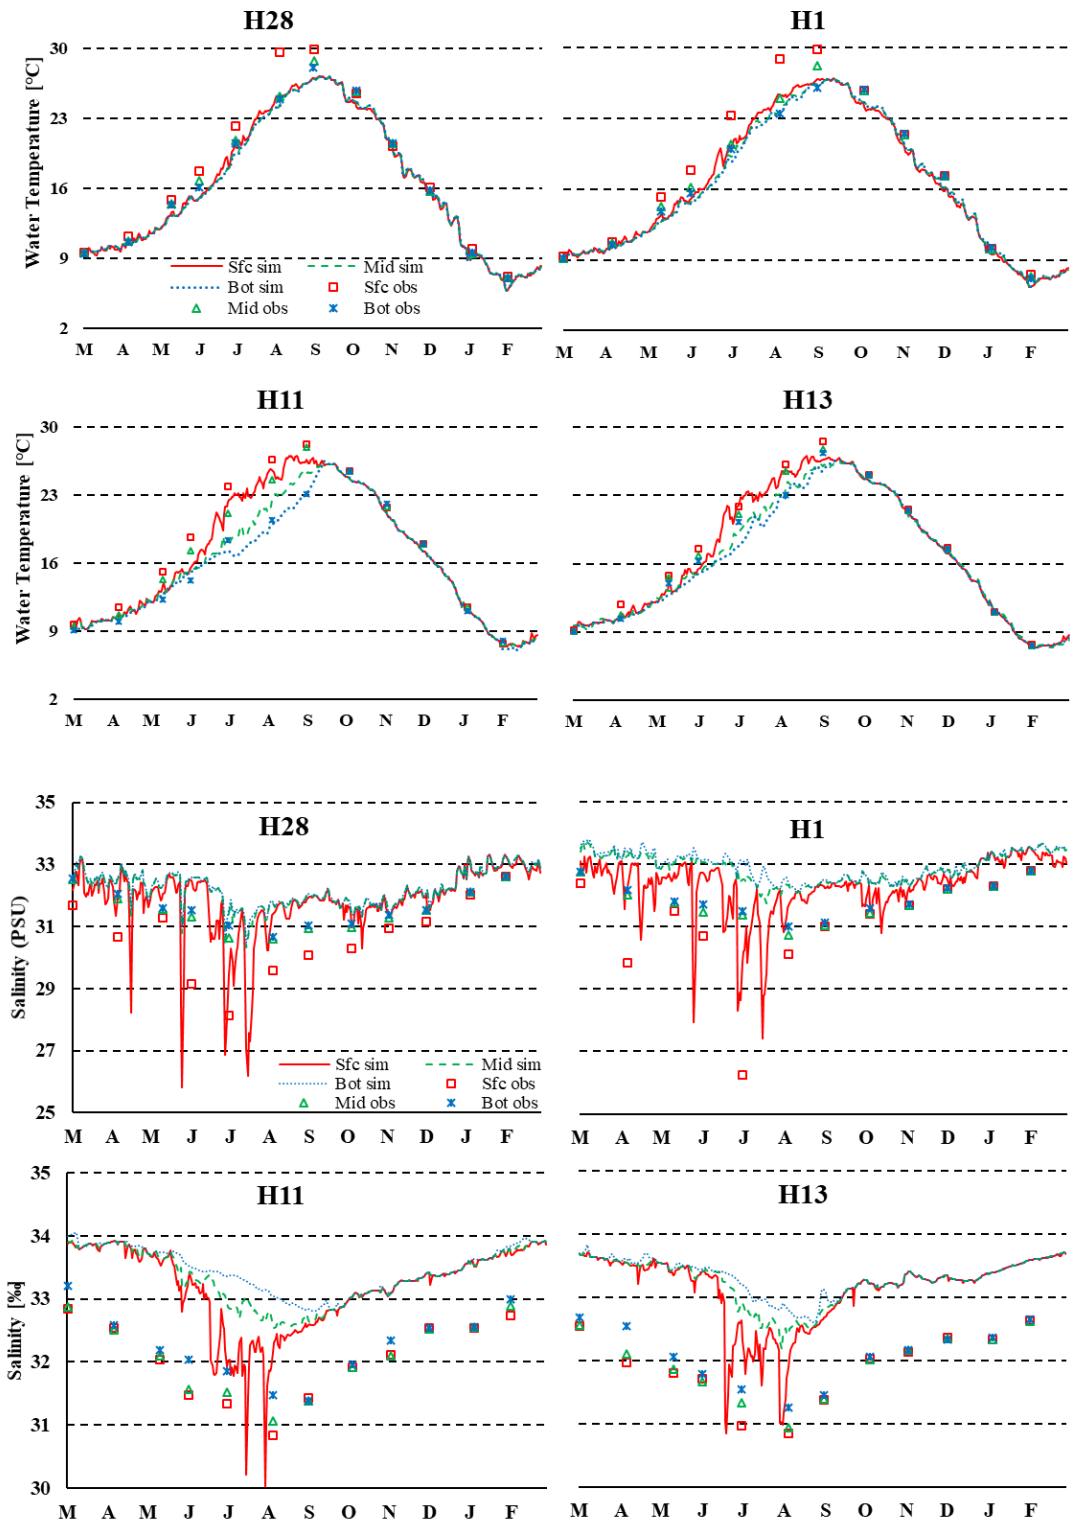 H28
H1
Water Temperature [°C]
30
23
16
9
2
Sfc sim
Mid sim
Bot sim
Sfc obs
Mid obs
Bot obs
M A M J J A S O N D J F
M A M J J A S O N D J F
H11
H13
Water Temperature [°C]
30
23
16
9
2
M A M J J A S O N D J F
M A M J J A S O N D J F
H28
H1
Salinity (PSU)
35
33
31
29
27
25
Sfc sim
Mid sim
Bot sim
Sfc obs
Mid obs
Bot obs
M A M J J A S O N D J F
M A M J J A S O N D J F
H11
H13
Salinity [‰]
35
34
33
32
31
30
M A M J J A S O N D J F
M A M J J A S O N D J F